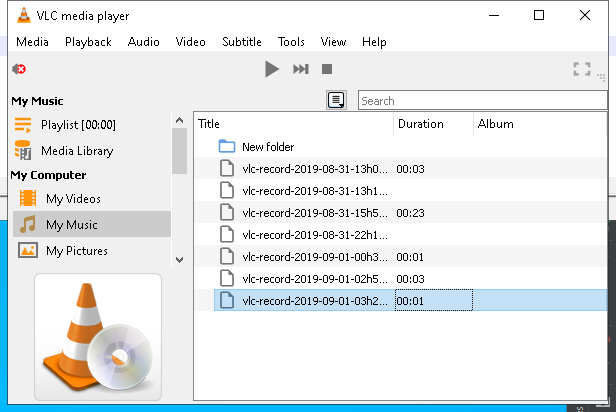 VLC media player
Media Playback Audio Video Subtitle Tools View Help
My Music
Playlist [00:00]
Media Library
My Computer
My Videos
My Music
My Pictures
Search
Title Duration Album
New folder
vlc-record-2019-08-31-13h0... 00:03
vlc-record-2019-08-31-13h1...
vlc-record-2019-08-31-15h5... 00:23
vlc-record-2019-08-31-22h1...
vlc-record-2019-09-01-00h3... 00:01
vlc-record-2019-09-01-02h5... 00:03
vlc-record-2019-09-01-03h2... 00:01